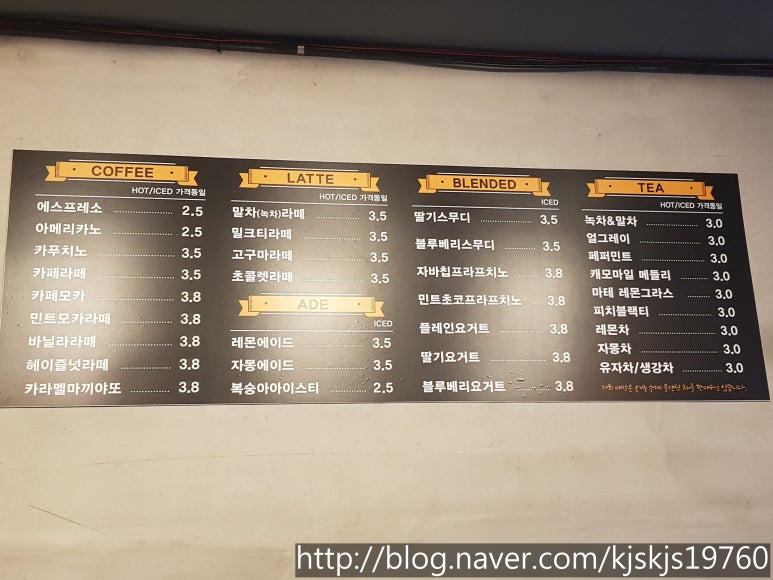 COFFEE
HOT/ICED 가격동일
에스프레소 2.5
아메리카노 2.5
카푸치노 3.5
카페라떼 3.5
카페모카 3.8
민트모카라떼 3.8
바닐라라떼 3.8
헤이즐넛라떼 3.8
카라멜마끼야또 3.8
LATTE
HOT/ICED 가격동일
말차(녹차)라떼 3.5
밀크티라떼 3.5
고구마라떼 3.5
초콜렛라떼 3.5
ADE
ICED
레몬에이드 3.5
자몽에이드 3.5
복숭아아이스티 2.5
BLENDED
ICED
딸기스무디 3.5
블루베리스무디 3.5
자바칩프라프치노 3.8
민트초코프라프치노 3.8
플레인요거트 3.8
딸기요거트 3.8
블루베리요거트 3.8
TEA
HOT/ICED 가격동일
녹차&말차 3.0
얼그레이 3.0
페퍼민트 3.0
캐모마일 메들리 3.0
마테 레몬그라스 3.0
피치블랙티 3.0
레몬차 3.0
자몽차 3.0
유자차/생강차 3.0
http://blog.naver.com/kjskjs19760